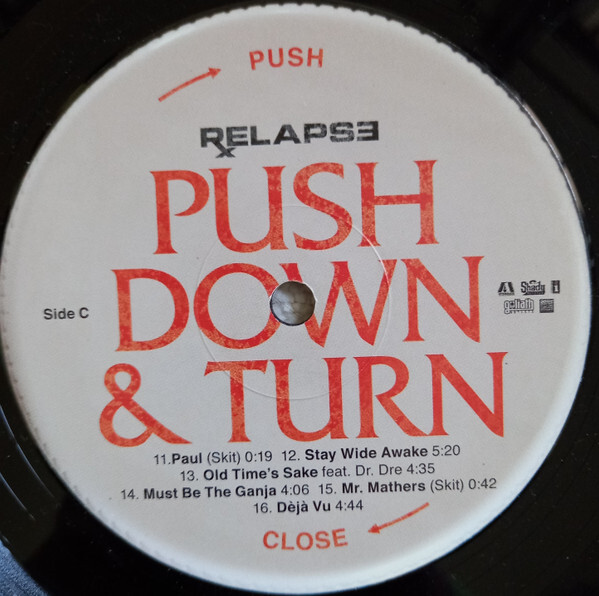 PUSH
RELAPSE
PUSH
DOWN
& TURN
Side C
Shady
goliath
11.Paul (Skit) 0:19 12. Stay Wide Awake 5:20
13. Old Time's Sake feat. Dr. Dre 4:35
14. Must Be The Ganja 4:06 15. Mr. Mathers (Skit) 0:42
16. Dèjà Vu 4:44
CLOSE